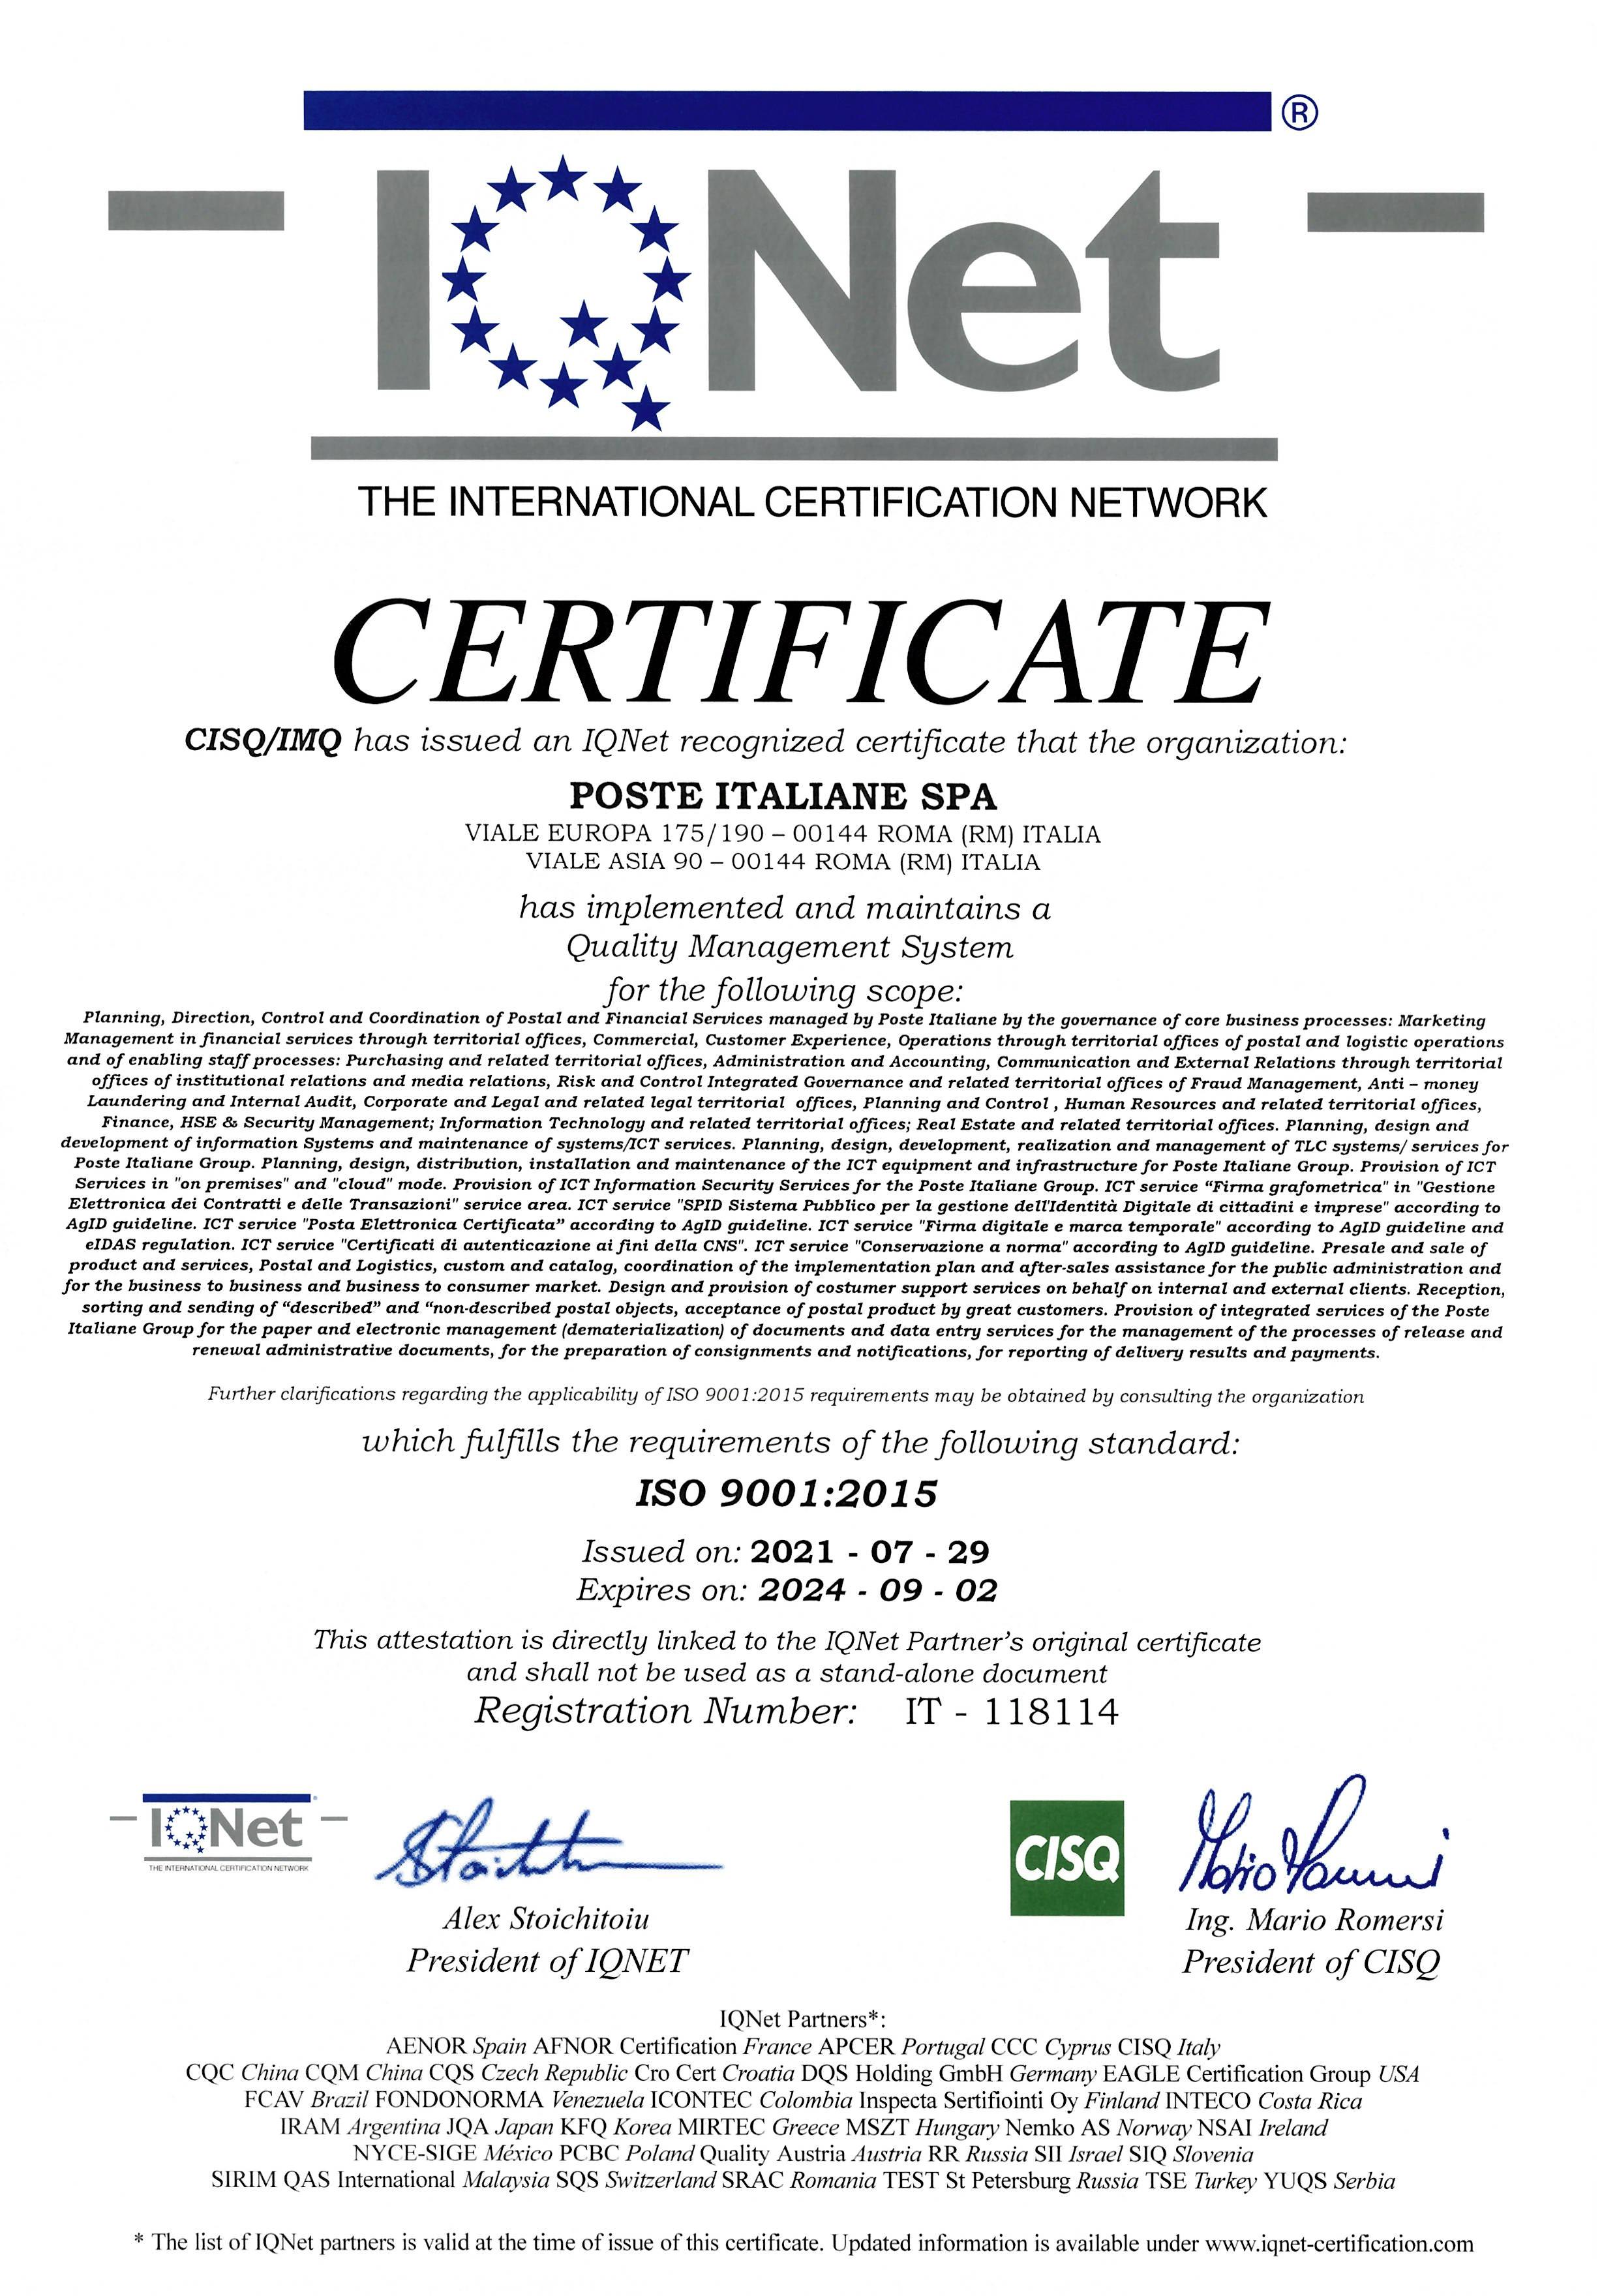 IQNet®
THE INTERNATIONAL CERTIFICATION NETWORK
CERTIFICATE
CISQ/IMQ has issued an IQNet recognized certificate that the organization:
POSTE ITALIANE SPA
VIALE EUROPA 175/190 – 00144 ROMA (RM) ITALIA
VIALE ASIA 90 – 00144 ROMA (RM) ITALIA
has implemented and maintains a
Quality Management System
for the following scope:
Planning, Direction, Control and Coordination of Postal and Financial Services managed by Poste Italiane by the governance of core business processes: Marketing
Management in financial services through territorial offices, Commercial, Customer Experience, Operations through territorial offices of postal and logistic operations
and of enabling staff processes: Purchasing and related territorial offices, Administration and Accounting, Communication and External Relations through territorial
offices of institutional relations and media relations, Risk and Control Integrated Governance and related territorial offices of Fraud Management, Anti – money
Laundering and Internal Audit, Corporate and Legal and related legal territorial offices, Planning and Control , Human Resources and related territorial offices,
Finance, HSE & Security Management; Information Technology and related territorial offices; Real Estate and related territorial offices. Planning, design and
development of information Systems and maintenance of systems/ICT services. Planning, design, development, realization and management of TLC systems/ services for
Poste Italiane Group. Planning, design, distribution, installation and maintenance of the ICT equipment and infrastructure for Poste Italiane Group. Provision of ICT
Services in "on premises" and "cloud" mode. Provision of ICT Information Security Services for the Poste Italiane Group. ICT service “Firma grafometrica" in "Gestione
Elettronica dei Contratti e delle Transazioni" service area. ICT service "SPID Sistema Pubblico per la gestione dell'Identità Digitale di cittadini e imprese" according to
AgID guideline. ICT service "Posta Elettronica Certificata” according to AgID guideline. ICT service "Firma digitale e marca temporale" according to AgID guideline and
eIDAS regulation. ICT service "Certificati di autenticazione ai fini della CNS". ICT service "Conservazione a norma" according to AgID guideline. Presale and sale of
product and services, Postal and Logistics, custom and catalog, coordination of the implementation plan and after-sales assistance for the public administration and
for the business to business and business to consumer market. Design and provision of costumer support services on behalf on internal and external clients. Reception,
sorting and sending of “described” and “non-described postal objects, acceptance of postal product by great customers. Provision of integrated services of the Poste
Italiane Group for the paper and electronic management (dematerialization) of documents and data entry services for the management of the processes of release and
renewal administrative documents, for the preparation of consignments and notifications, for reporting of delivery results and payments.
Further clarifications regarding the applicability of ISO 9001:2015 requirements may be obtained by consulting the organization
which fulfills the requirements of the following standard:
ISO 9001:2015
Issued on: 2021 - 07 - 29
Expires on: 2024 - 09 - 02
This attestation is directly linked to the IQNet Partner’s original certificate
and shall not be used as a stand-alone document
Registration Number: IT - 118114
IQNet
THE INTERNATIONAL CERTIFICATION NETWORK
CISQ
Alex Stoichitoiu
President of IQNET
Ing. Mario Romersi
President of CISQ
IQNet Partners*:
AENOR Spain AFNOR Certification France APCER Portugal CCC Cyprus CISQ Italy
CQC China CQM China CQS Czech Republic Cro Cert Croatia DQS Holding GmbH Germany EAGLE Certification Group USA
FCAV Brazil FONDONORMA Venezuela ICONTEC Colombia Inspecta Sertifiointi Oy Finland INTECO Costa Rica
IRAM Argentina JQA Japan KFQ Korea MIRTEC Greece MSZT Hungary Nemko AS Norway NSAI Ireland
NYCE-SIGE México PCBC Poland Quality Austria Austria RR Russia SII Israel SIQ Slovenia
SIRIM QAS International Malaysia SQS Switzerland SRAC Romania TEST St Petersburg Russia TSE Turkey YUQS Serbia
* The list of IQNet partners is valid at the time of issue of this certificate. Updated information is available under www.iqnet-certification.com